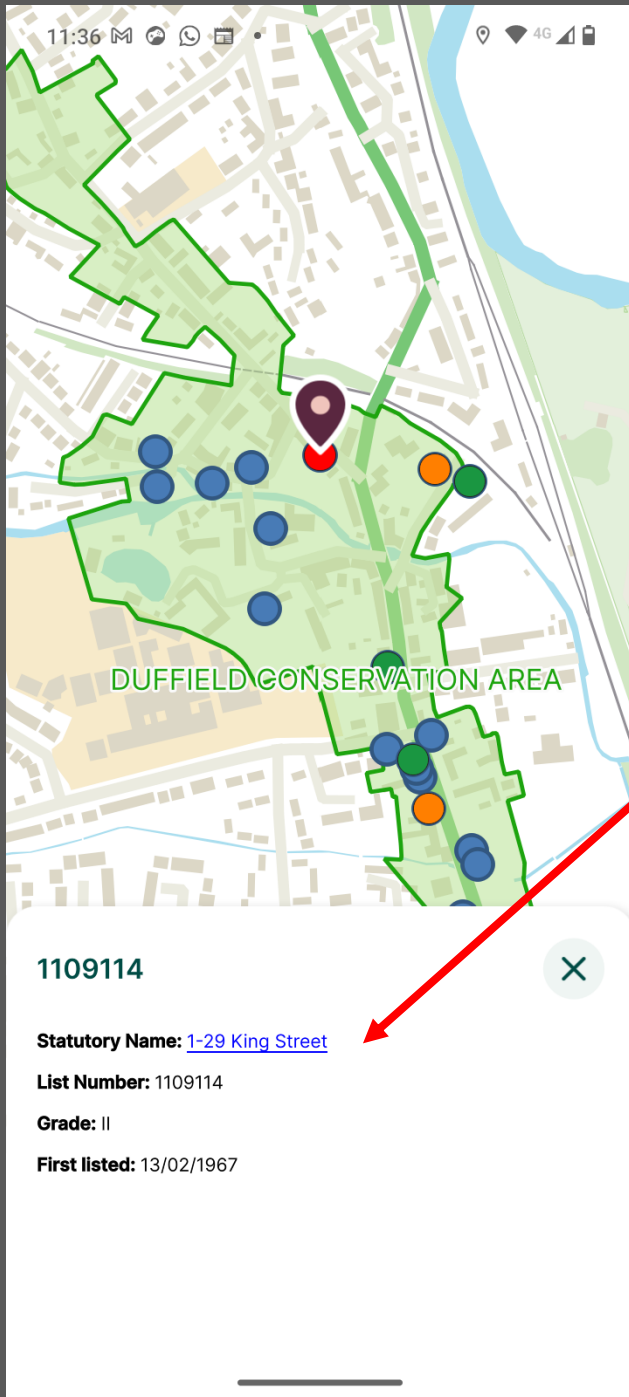 11:36
4G
DUFFIELD CONSERVATION AREA
1109114
Statutory Name: 1-29 King Street
List Number: 1109114
Grade: II
First listed: 13/02/1967